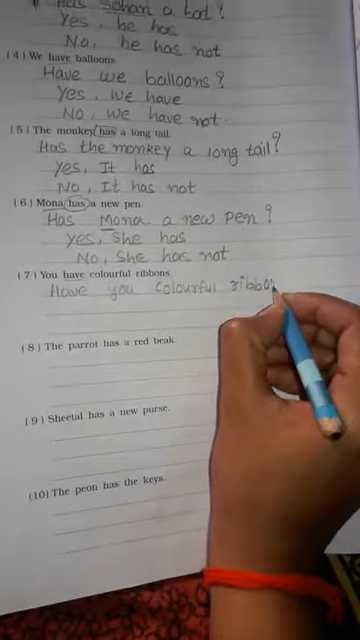 Has Soham a bat?
Yes, he has
No, he has not
(4) We have balloons.
Have we balloons?
Yes, We have
No, We have not.
(5) The monkey has a long tail.
Has the monkey a long tail?
Yes, It has
No, It has not
(6) Mona has a new pen.
Has Mona a new pen?
Yes, She has
No, She has not
(7) You have colourful ribbons.
Have you colourful ribbon
(8) The parrot has a red beak.
(9) Sheetal has a new purse.
(10) The peon has the keys.